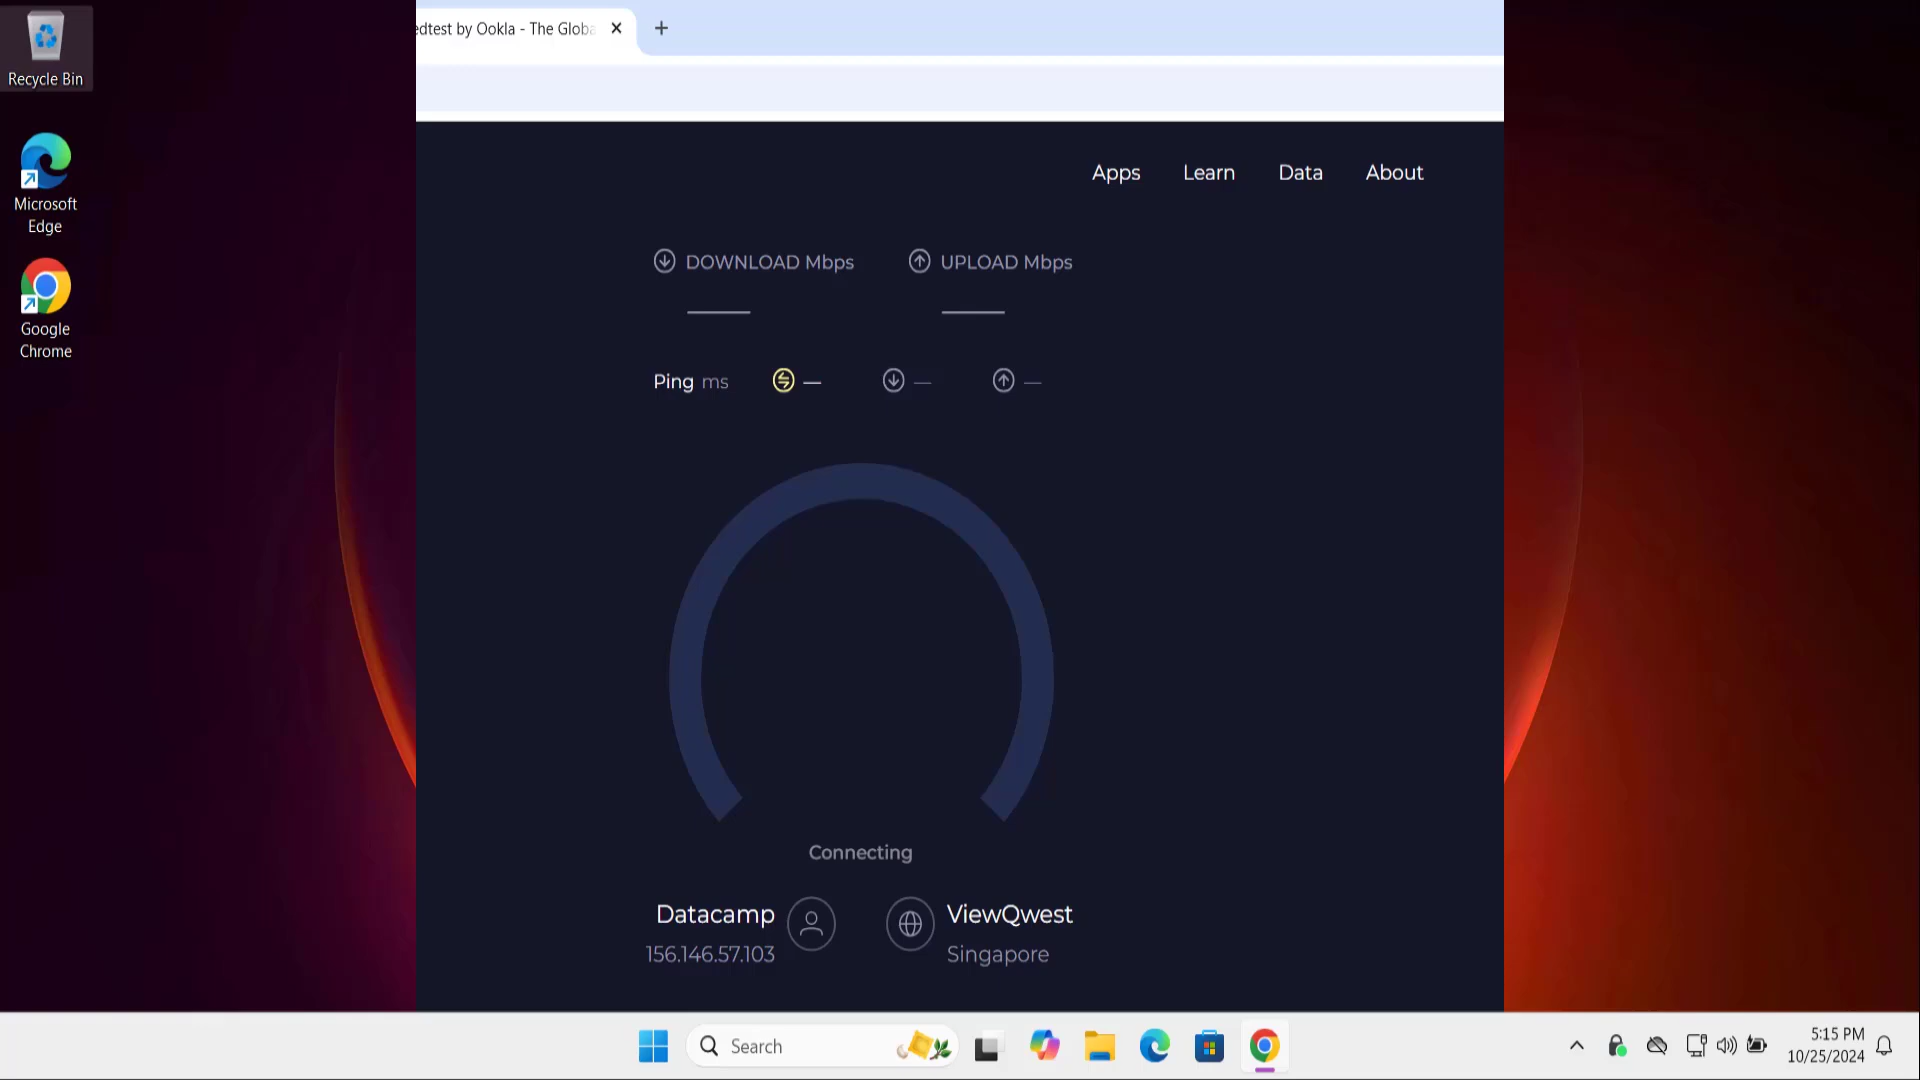 Recycle Bin
Microsoft
Edge
Google
Chrome
edtest by Ookla - The Globa
Apps Learn Data About
DOWNLOAD Mbps UPLOAD Mbps
Ping ms
Connecting
Datacamp
156.146.57.103
ViewQwest
Singapore
Search
5:15 PM
10/25/2024